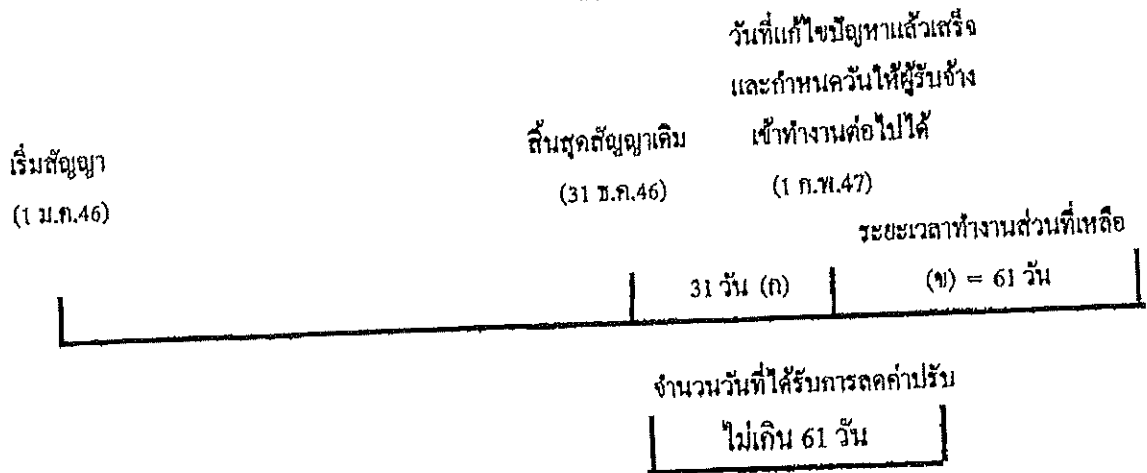 วันที่แก้ไขปัญหาแล้วเสร็จ
และกำหนดวันให้ผู้รับจ้าง
เข้าทำงานต่อไปได้
(1 ก.พ.47)
สิ้นสุดสัญญาเดิม
(31 ธ.ค.46)
เริ่มสัญญา
(1 ม.ค.46)
ระยะเวลาทำงานส่วนที่เหลือ
31 วัน (ก)
(ข) = 61 วัน
จำนวนวันที่ได้รับการลดค่าปรับ
ไม่เกิน 61 วัน